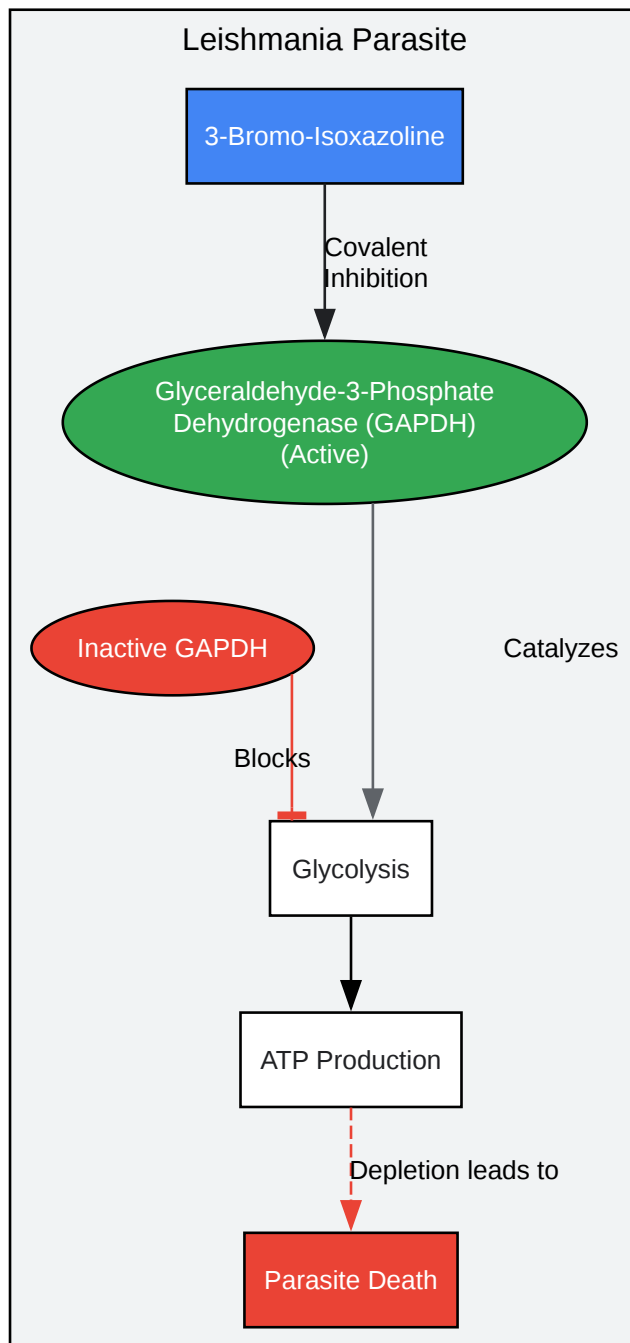 Leishmania Parasite
3-Bromo-Isoxazoline
Covalent
Inhibition
Glyceraldehyde-3-Phosphate
Dehydrogenase (GAPDH)
(Active)
Inactive GAPDH
Catalyzes
Blocks
Glycolysis
ATP Production
Depletion leads to
Parasite Death